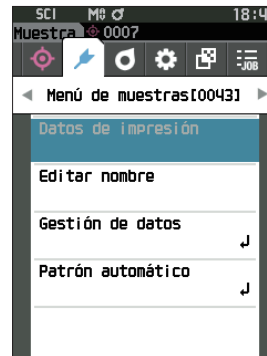 SCI M0 18:4
Muestra 0007
-JOB
Menú de muestras[0043]
Datos de impresión
Editar nombre
Gestión de datos
Patrón automático